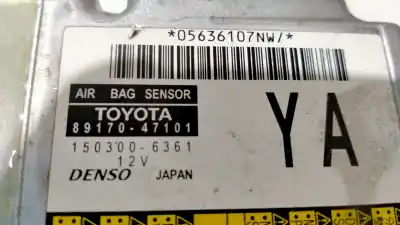 *05636107NW/*
AIR BAG SENSOR
TOYOTA
89170-47101
150300-6361
12V
DENSO JAPAN
YA